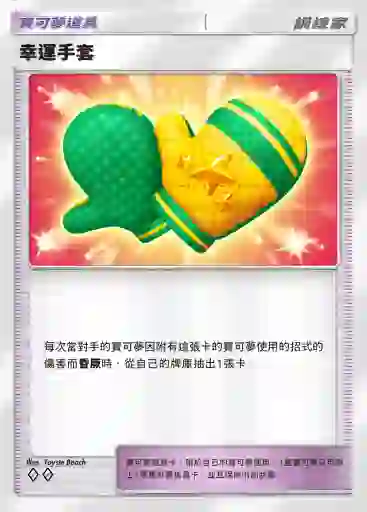 寶可夢道具
訓練家
幸運手套
每次當對手的寶可夢因附有這張卡的寶可夢使用的招式的
傷害而昏厥時，從自己的牌庫抽出1張卡
Illus. Toyste Beach